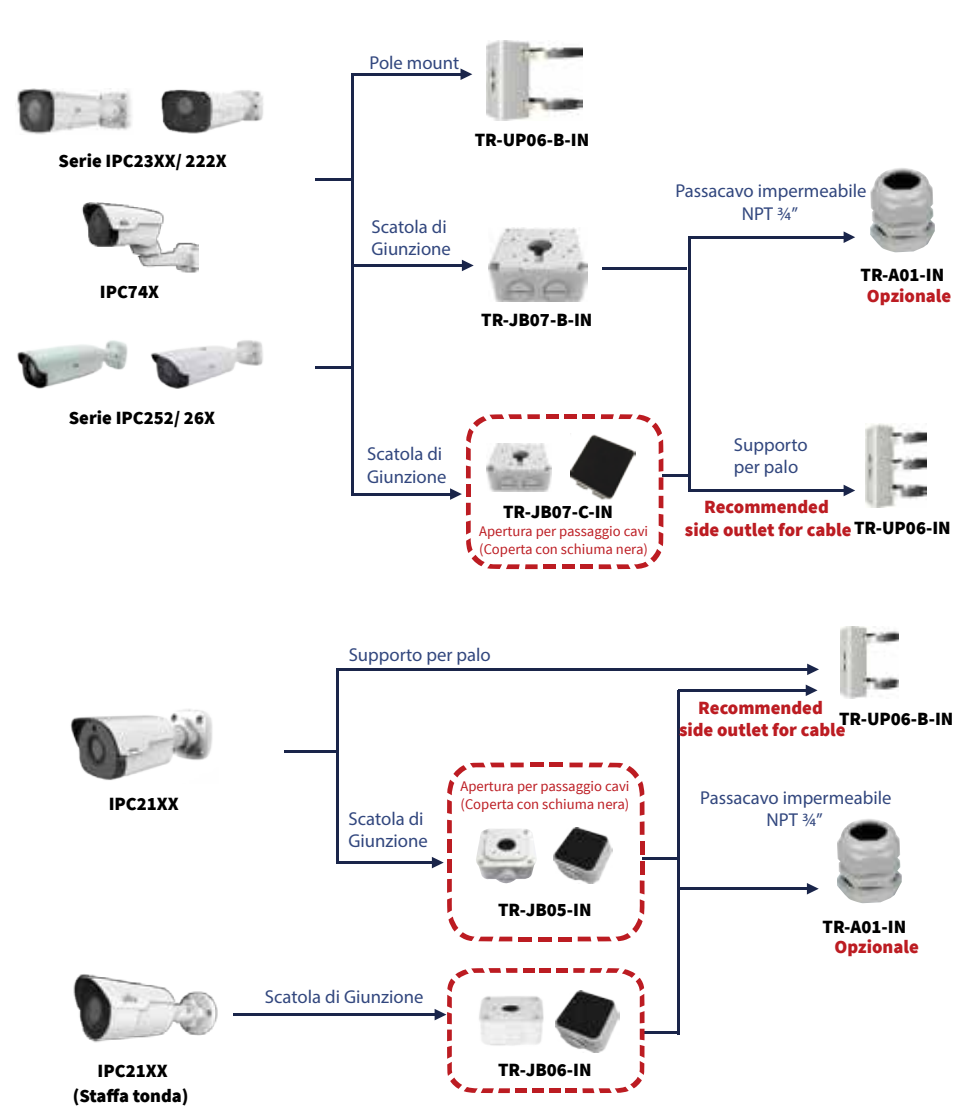 Pole mount
TR-UP06-B-IN
Serie IPC23XX/ 222X
Passacavo impermeabile
NPT ¾”
Scatola di
Giunzione
IPC74X
TR-A01-IN
Opzionale
TR-JB07-B-IN
Serie IPC252/ 26X
Scatola di
Giunzione
Supporto
per palo
TR-JB07-C-IN
Apertura per passaggio cavi
(Coperta con schiuma nera)
Recommended
side outlet for cable
TR-UP06-IN
Supporto per palo
Recommended
side outlet for cable
TR-UP06-B-IN
IPC21XX
Apertura per passaggio cavi
(Coperta con schiuma nera)
Scatola di
Giunzione
Passacavo impermeabile
NPT ¾”
TR-JB05-IN
TR-A01-IN
Opzionale
Scatola di Giunzione
IPC21XX
(Staffa tonda)
TR-JB06-IN